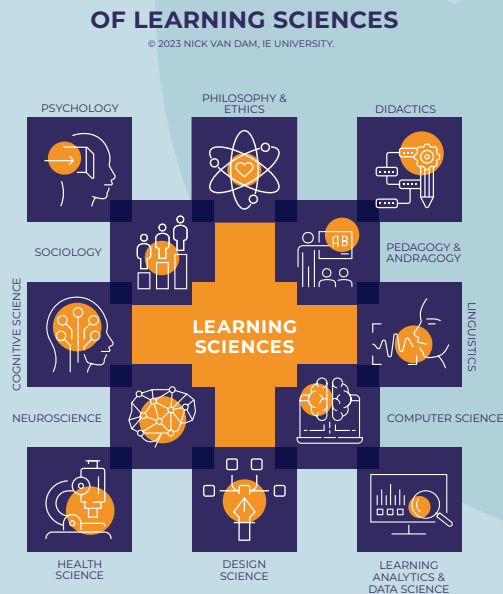 OF LEARNING SCIENCES
© 2023 NICK VAN DAM, IE UNIVERSITY.
PSYCHOLOGY
PHILOSOPHY &
ETHICS
DIDACTICS
SOCIOLOGY
AB
PEDAGOGY &
ANDRAGOGY
COGNITIVE SCIENCE
LEARNING
SCIENCES
LINGUISTICS
NEUROSCIENCE
COMPUTER SCIENCE
HEALTH
SCIENCE
DESIGN
SCIENCE
LEARNING
ANALYTICS &
DATA SCIENCE